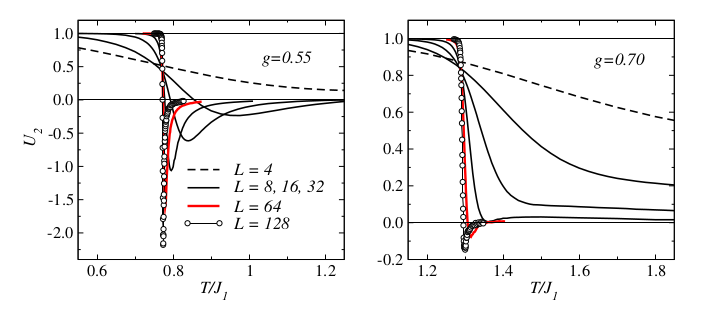 1.0
0.5
0.0
-0.5
-1.0
-1.5
-2.0
U2
g=0.55
L = 4
L = 8, 16, 32
L = 64
L = 128
0.6 0.8 1 1.2
T/J1
1.0
0.8
0.6
0.4
0.2
0.0
-0.2
g=0.70
1.2 1.4 1.6 1.8
T/J1